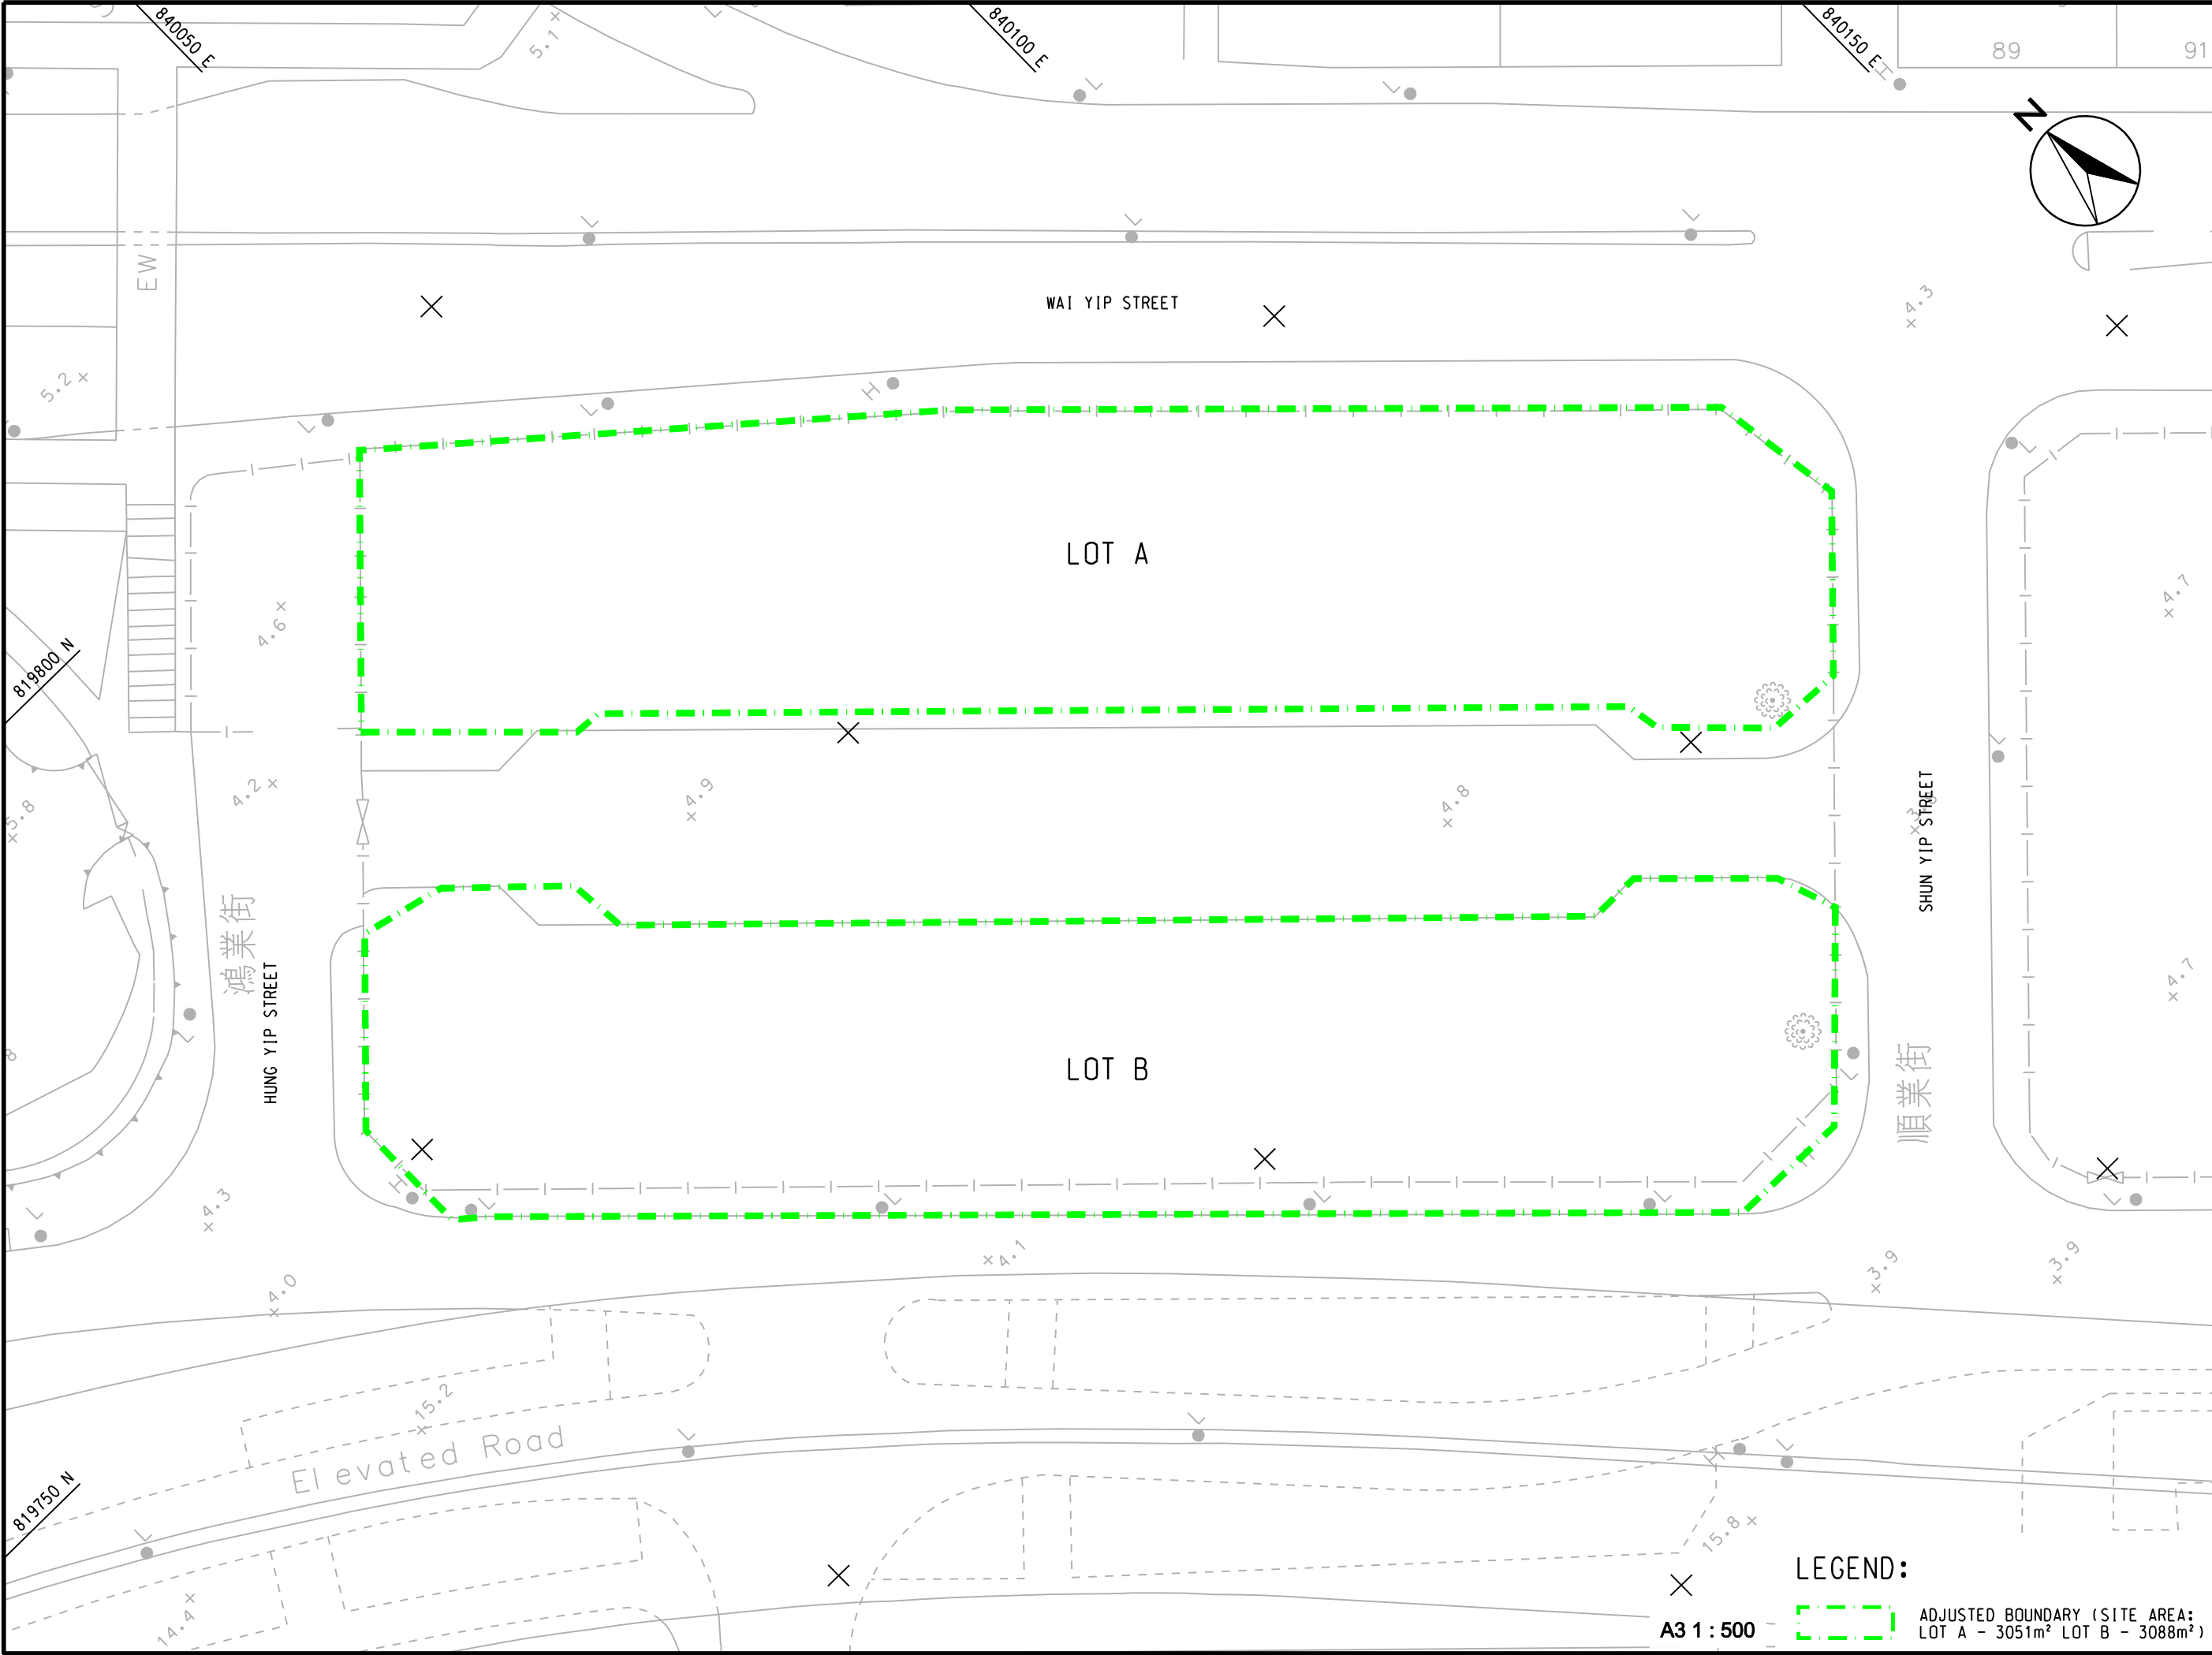 840050 E
840100 E
840150 E
5.1
89
91
N
EW
WAI YIP STREET
4.3
5.2
H
LOT A
4.7
4.6
819800 N
4.2
4.9
4.8
5.8
SHUN YIP STREET
鴻業街
HUNG YIP STREET
4.7
LOT B
順業街
4.3
4.1
3.9
3.9
4.0
15.2
Elevated Road
819750 N
15.8
14.4
LEGEND:
A3 1 : 500
ADJUSTED BOUNDARY (SITE AREA:
LOT A - 3051m² LOT B - 3088m²)